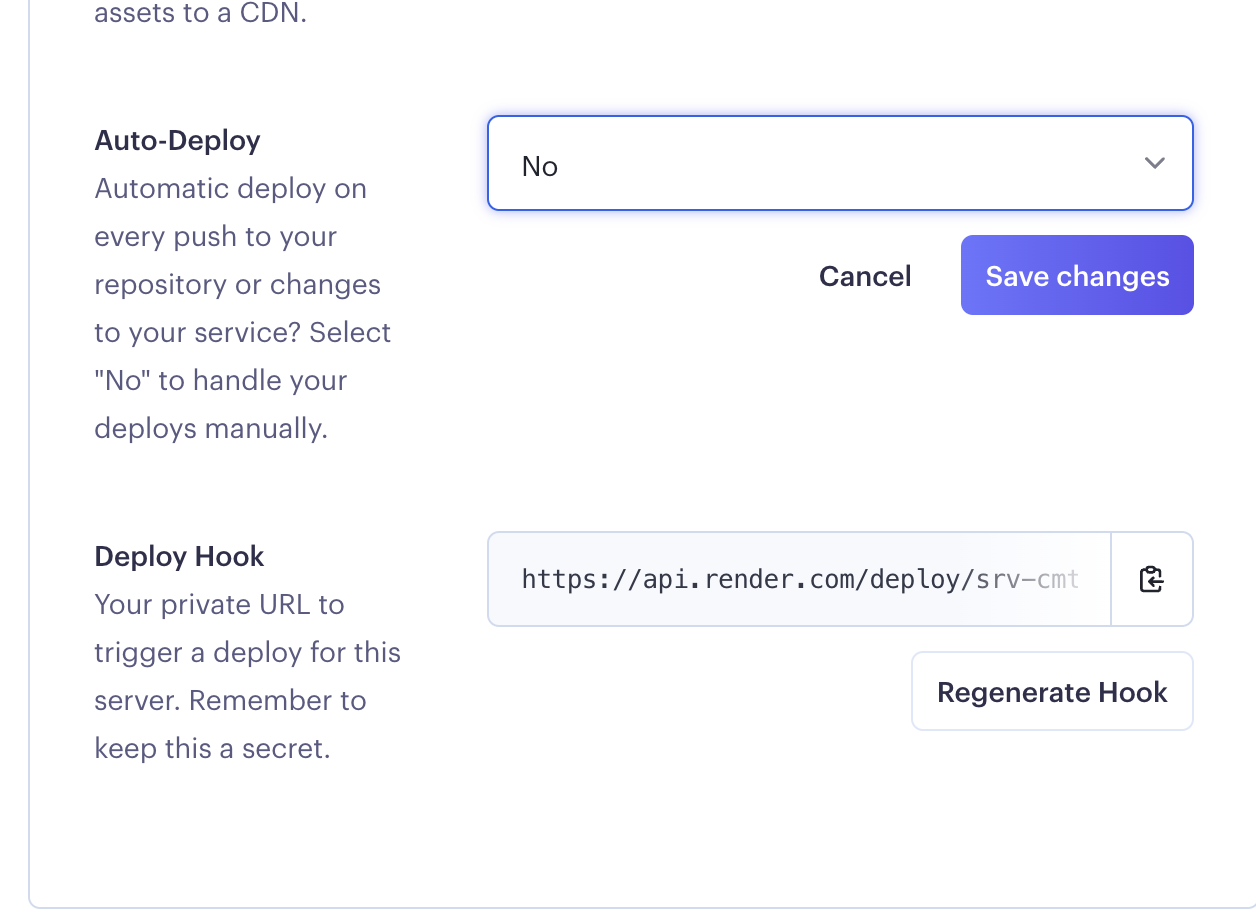 assets to a CDN.
Auto-Deploy
Automatic deploy on
every push to your
repository or changes
to your service? Select
"No" to handle your
deploys manually.
No
Cancel
Save changes
Deploy Hook
Your private URL to
trigger a deploy for this
server. Remember to
keep this a secret.
https://api.render.com/deploy/srv-cmt
Regenerate Hook